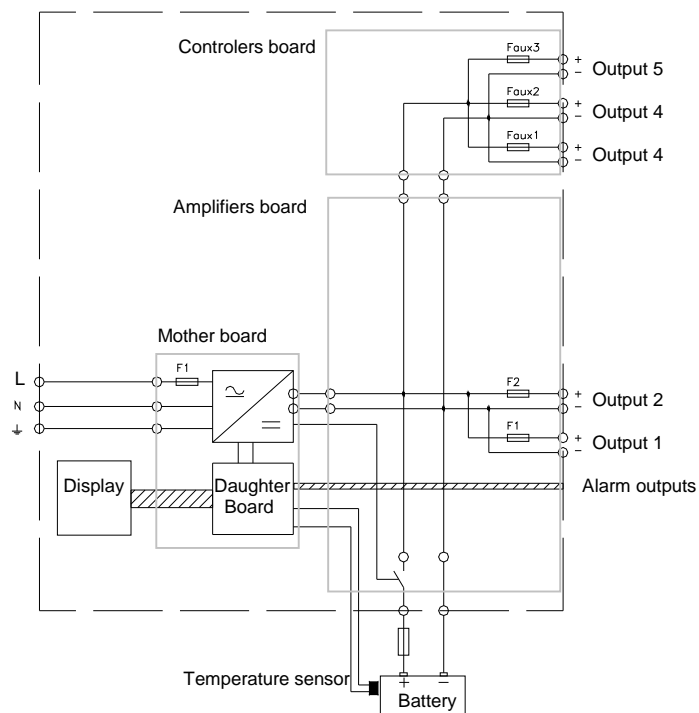 Controlers board
Faux3
+
−
Output 5
Faux2
+
−
Output 4
Faux1
+
−
Output 4
Amplifiers board
Mother board
L
F1
N
F2
+
−
Output 2
F1
+
−
Output 1
Display
Daughter
Board
Alarm outputs
Temperature sensor
+
−
Battery